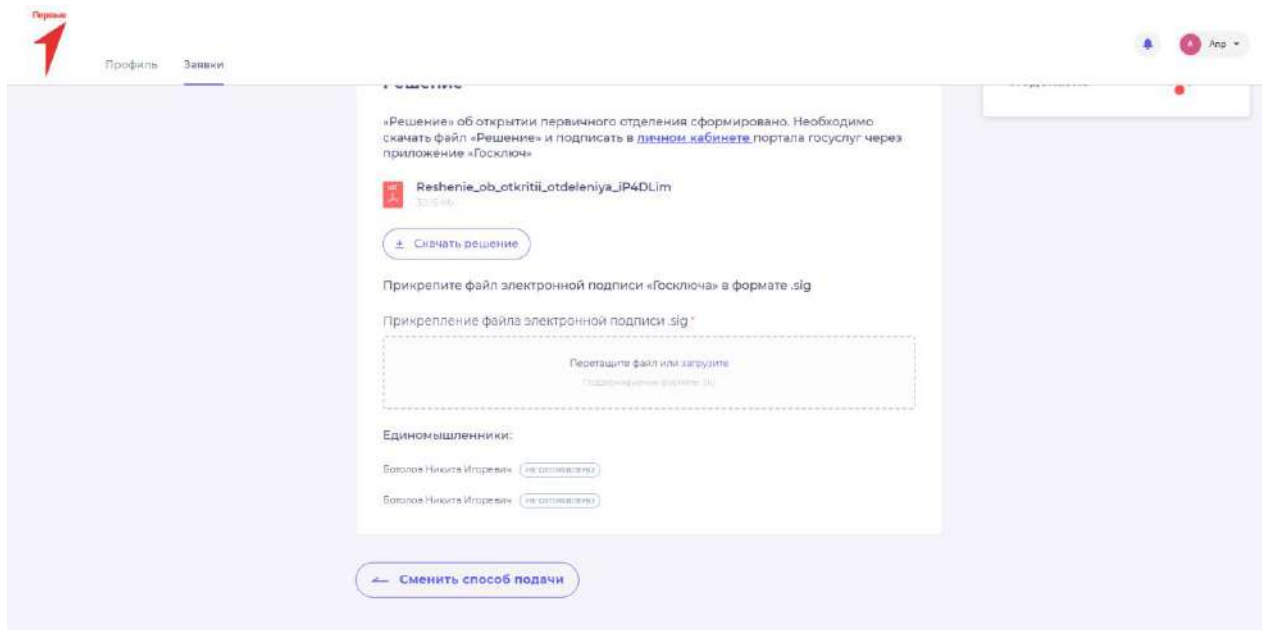 Первые
Профиль
Заявки
A
Апр
Решение
«Решение» об открытии первичного отделения сформировано. Необходимо
скачать файл «Решение» и подписать в личном кабинете портала госуслуг через
приложение «Госключ»
Reshenie_ob_otkritii_otdeleniya_iP4DLim
Скачать решение
Прикрепите файл электронной подписи «Госключа» в формате .sig
Прикрепление файла электронной подписи .sig *
Перетащите файл или загрузите
Единомышленники:
Никита Игоревич
Никита Игоревич
Сменить способ подачи